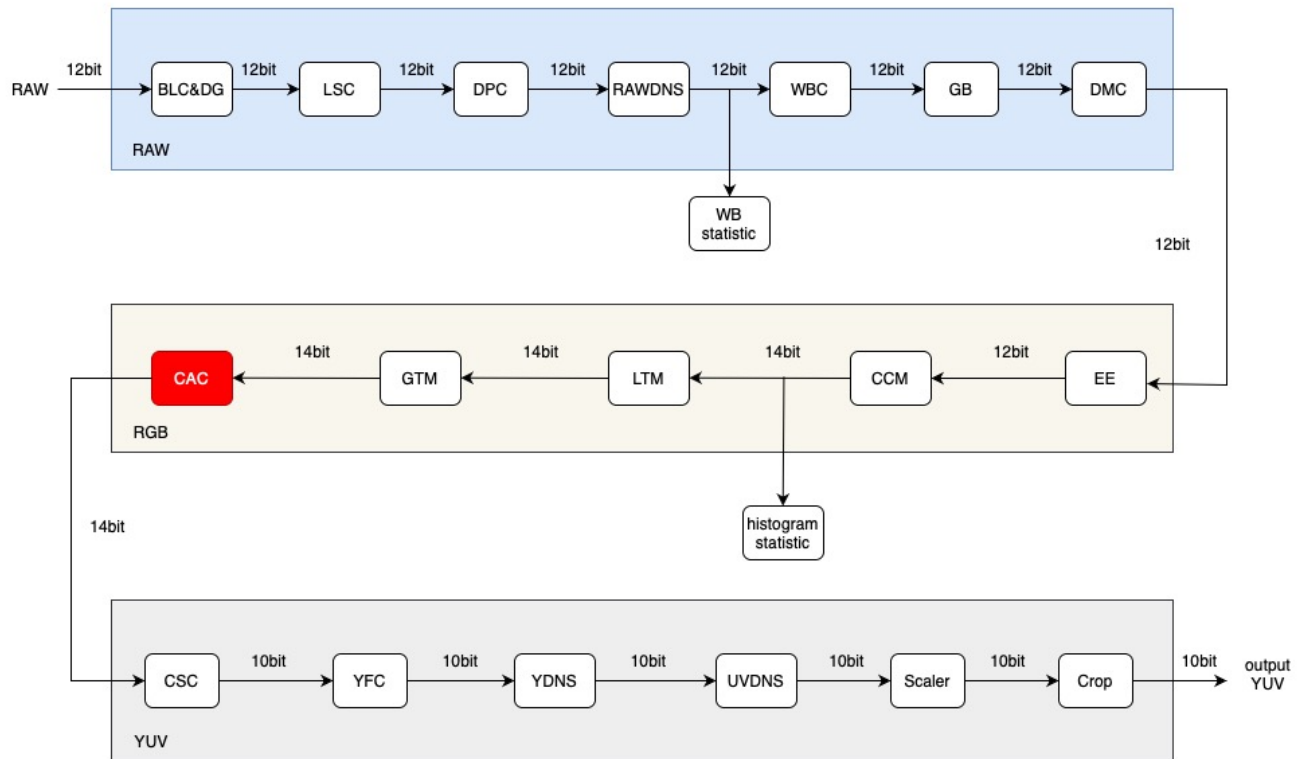 12bit
12bit
12bit
12bit
12bit
12bit
12bit
RAW
BLC&DG
LSC
DPC
RAWDNS
WBC
GB
DMC
RAW
WB
statistic
12bit
14bit
14bit
14bit
12bit
CAC
GTM
LTM
CCM
EE
RGB
14bit
histogram
statistic
10bit
10bit
10bit
10bit
10bit
10bit
output
YUV
CSC
YFC
YDNS
UVDNS
Scaler
Crop
YUV